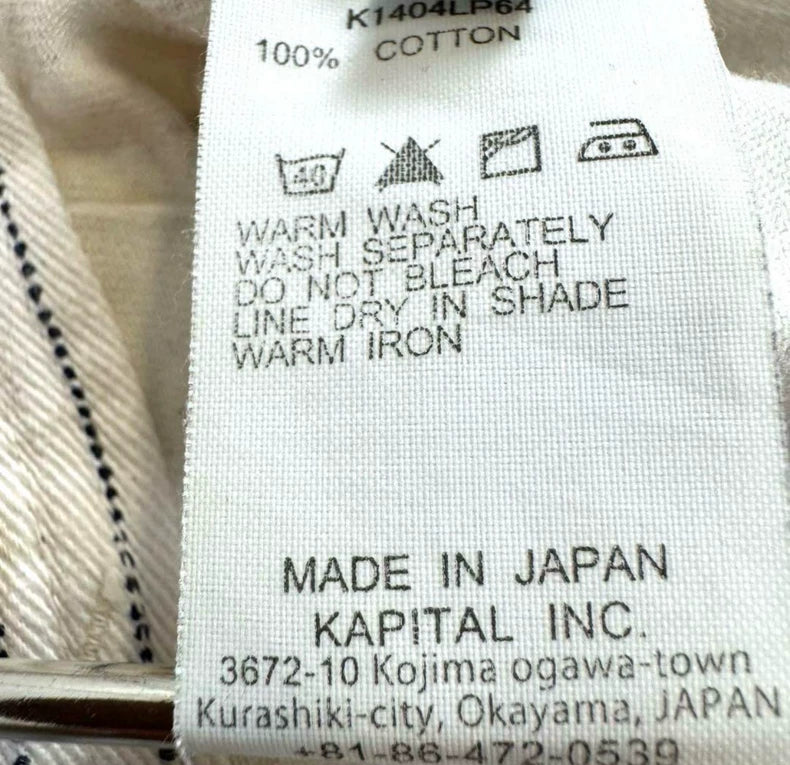 K1404LP64
100% COTTON
40
WARM WASH
WASH SEPARATELY
DO NOT BLEACH
LINE DRY IN SHADE
WARM IRON
MADE IN JAPAN
KAPITAL INC.
3672-10 Kojima ogawa-town
Kurashiki-city, Okayama, JAPAN
+81-86-472-0539